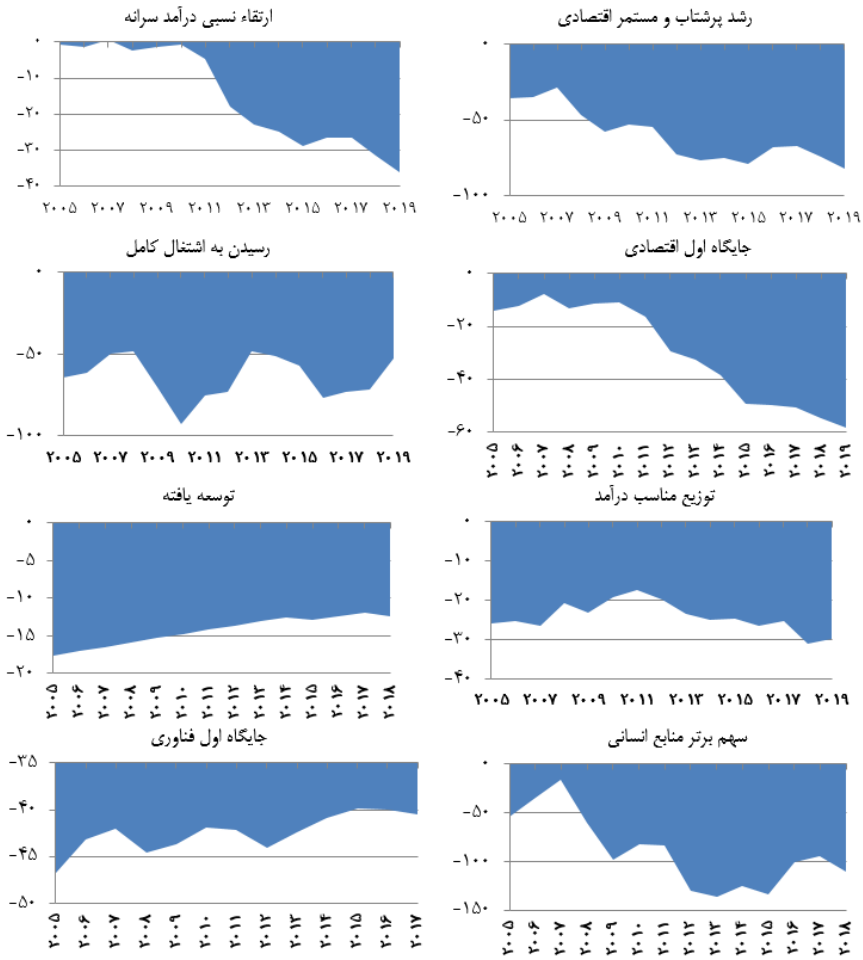 رشد پرشتاب و مستمر اقتصادی
۰
-۵۰
-۱۰۰
۲۰۰۵ ۲۰۰۷ ۲۰۰۹ ۲۰۱۱ ۲۰۱۳ ۲۰۱۵ ۲۰۱۷ ۲۰۱۹
ارتقاء نسبی درآمد سرانه
۰
-۱۰
-۲۰
-۳۰
-۴۰
۲۰۰۵ ۲۰۰۷ ۲۰۰۹ ۲۰۱۱ ۲۰۱۳ ۲۰۱۵ ۲۰۱۷ ۲۰۱۹
جایگاه اول اقتصادی
۰
-۲۰
-۴۰
-۶۰
۲۰۰۵ ۲۰۰۶ ۲۰۰۷ ۲۰۰۸ ۲۰۰۹ ۲۰۱۰ ۲۰۱۱ ۲۰۱۲ ۲۰۱۳ ۲۰۱۴ ۲۰۱۵ ۲۰۱۶ ۲۰۱۷ ۲۰۱۸ ۲۰۱۹
رسیدن به اشتغال کامل
۰
-۵۰
-۱۰۰
۲۰۰۵ ۲۰۰۷ ۲۰۰۹ ۲۰۱۱ ۲۰۱۳ ۲۰۱۵ ۲۰۱۷ ۲۰۱۹
توزیع مناسب درآمد
۰
-۱۰
-۲۰
-۳۰
-۴۰
۲۰۰۵ ۲۰۰۷ ۲۰۰۹ ۲۰۱۱ ۲۰۱۳ ۲۰۱۵ ۲۰۱۷ ۲۰۱۹
توسعه یافته
۰
-۵
-۱۰
-۱۵
-۲۰
۲۰۰۵ ۲۰۰۶ ۲۰۰۷ ۲۰۰۸ ۲۰۰۹ ۲۰۱۰ ۲۰۱۱ ۲۰۱۲ ۲۰۱۳ ۲۰۱۴ ۲۰۱۵ ۲۰۱۶ ۲۰۱۷ ۲۰۱۸
سهم برتر منابع انسانی
۰
-۵۰
-۱۰۰
-۱۵۰
۲۰۰۵ ۲۰۰۶ ۲۰۰۷ ۲۰۰۸ ۲۰۰۹ ۲۰۱۰ ۲۰۱۱ ۲۰۱۲ ۲۰۱۳ ۲۰۱۴ ۲۰۱۵ ۲۰۱۶ ۲۰۱۷ ۲۰۱۸
جایگاه اول فناوری
-۳۵
-۴۰
-۴۵
-۵۰
۲۰۰۵ ۲۰۰۶ ۲۰۰۷ ۲۰۰۸ ۲۰۰۹ ۲۰۱۰ ۲۰۱۱ ۲۰۱۲ ۲۰۱۳ ۲۰۱۴ ۲۰۱۵ ۲۰۱۶ ۲۰۱۷